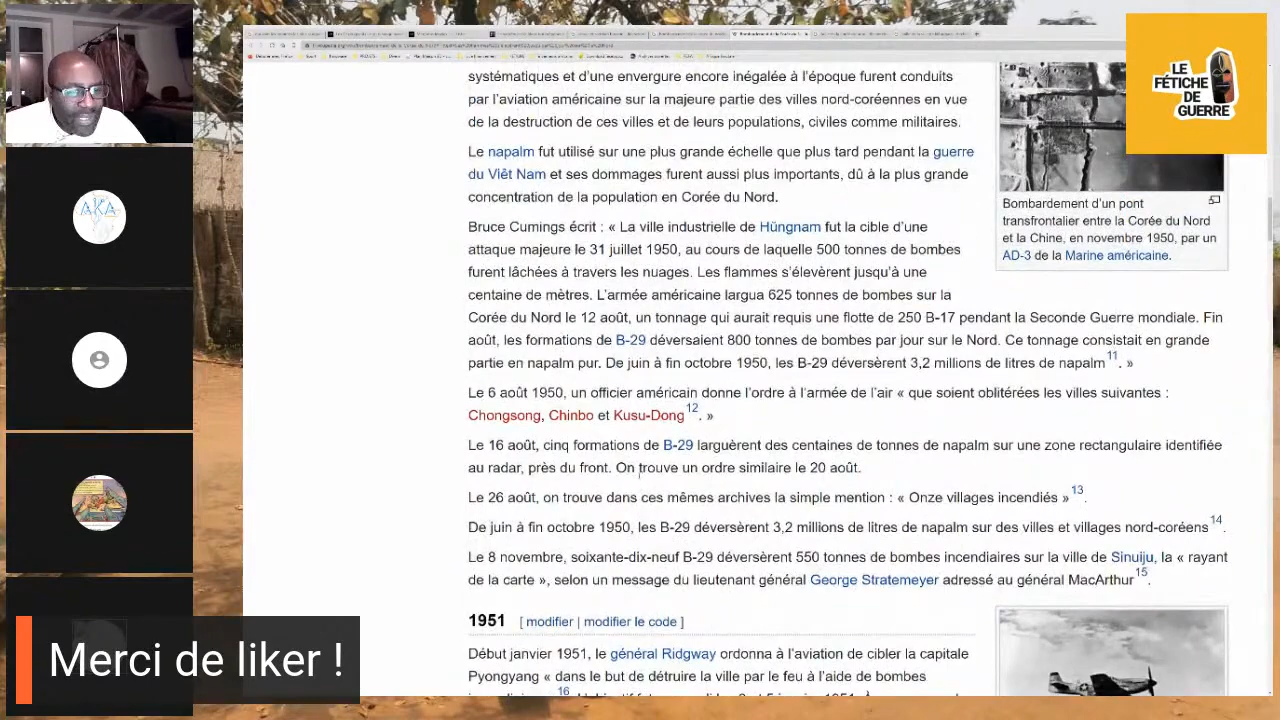 systématiques et d'une envergure encore inégalée à l'époque furent conduits
par l'aviation américaine sur la majeure partie des villes nord-coréennes en vue
de destruction de ces villes et de leurs populations, civiles comme militaires.
Le napalm fut utilisé sur une plus grande échelle que plus tard pendant la guerre
du Viêt Nam et ses dommages furent aussi plus importants, dû à la plus grande
concentration de la population en Corée du Nord.
Bruce Cumings écrit : « La ville industrielle de Hŭngnam fut la cible d'une
attaque majeure le 31 juillet 1950, au cours de laquelle 500 tonnes de bombes
furent lâchées à travers les nuages. Les flammes s'élevèrent jusqu'à une
centaine de mètres. L'armée américaine largua 625 tonnes de bombes sur la
Corée du Nord le 12 août, un tonnage qui aurait requis une flotte de 250 B-17 pendant la Seconde Guerre mondiale. Fin
août, les formations de B-29 déversaient 800 tonnes de bombes par jour sur le Nord. Ce tonnage consistait en grande
partie en napalm pur. De juin à fin octobre 1950, les B-29 déversèrent 3,2 millions de litres de napalm11. »
Le 6 août 1950, un officier américain donne l'ordre à l'armée de l'air « que soient oblitérées les villes suivantes :
Chongsong, Chinbo et Kusu-Dong12. »
Le 16 août, cinq formations de B-29 larguèrent des centaines de tonnes de napalm sur une zone rectangulaire identifiée
au radar, près du front. On trouve un ordre similaire le 20 août.
Le 26 août, on trouve dans ces mêmes archives la simple mention : « Onze villages incendiés »13.
De juin à fin octobre 1950, les B-29 déversèrent 3,2 millions de litres de napalm sur des villes et villages nord-coréens14.
Le 8 novembre, soixante-dix-neuf B-29 déversèrent 550 tonnes de bombes incendiaires sur la ville de Sinuiju, la « rayant
de la carte », selon un message du lieutenant général George Stratemeyer adressé au général MacArthur15.
1951 [ modifier | modifier le code ]
Début janvier 1951, le général Ridgway ordonna à l'aviation de cibler la capitale
Pyongyang « dans le but de détruire la ville par le feu à l'aide de bombes
16
Bombardement d'un pont
transfrontalier entre la Corée du Nord
et la Chine, en novembre 1950, par un
AD-3 de la Marine américaine.
LE
FÉTICHE
DE
GUERRE
AKA
Merci de liker !